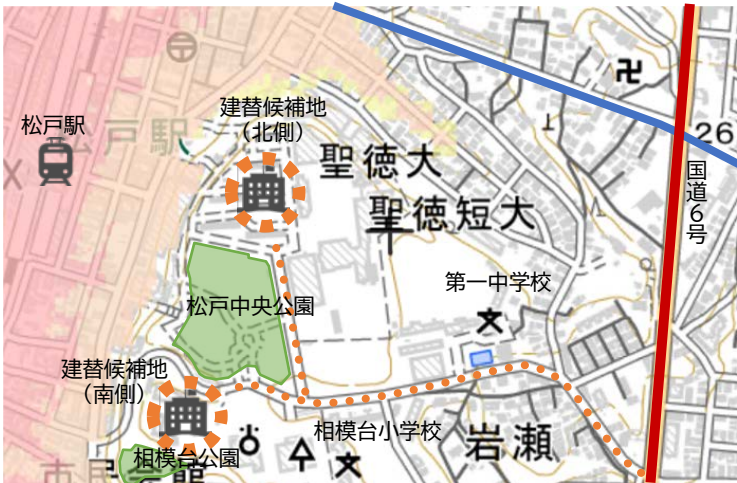 建替候補地
（北側）
松戸駅
松戸駅
聖徳大
聖徳短大
26
国道６号
第一中学校
松戸中央公園
建替候補地
（南側）
相模台小学校
岩瀬
相模台公園